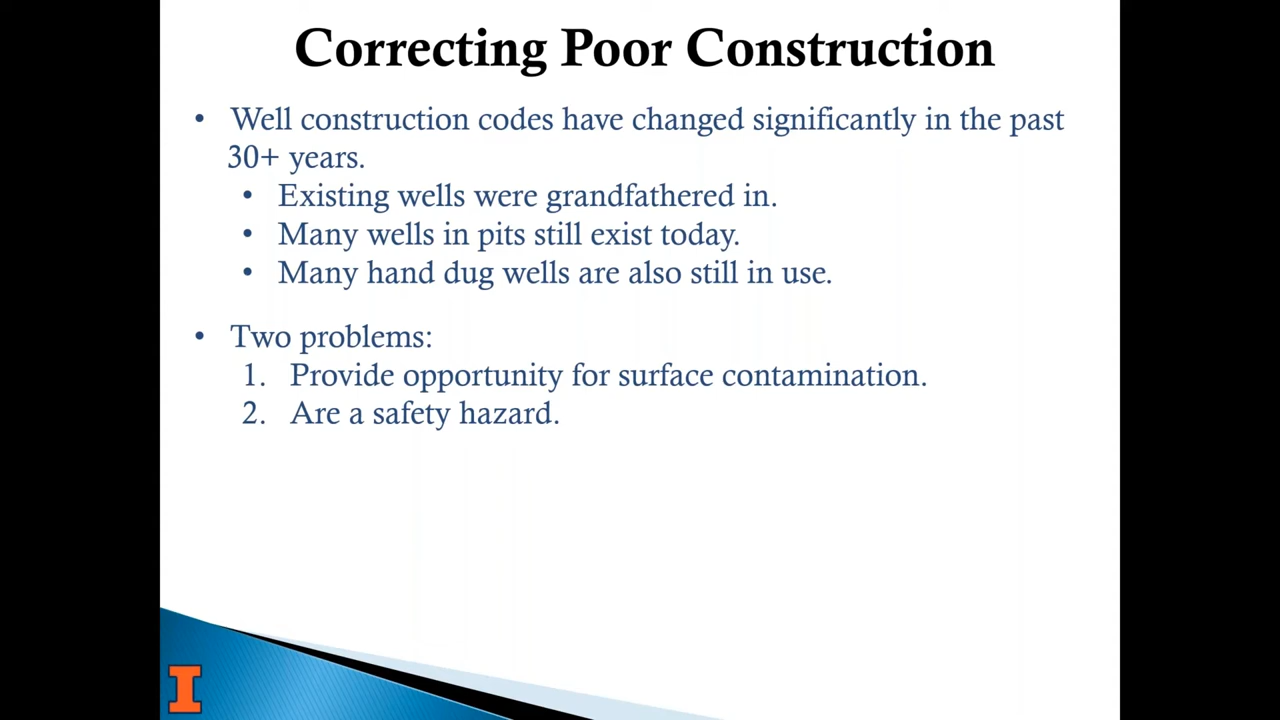 Correcting Poor Construction
• Well construction codes have changed significantly in the past
30+ years.
• Existing wells were grandfathered in.
• Many wells in pits still exist today.
• Many hand dug wells are also still in use.
• Two problems:
1. Provide opportunity for surface contamination.
2. Are a safety hazard.
I